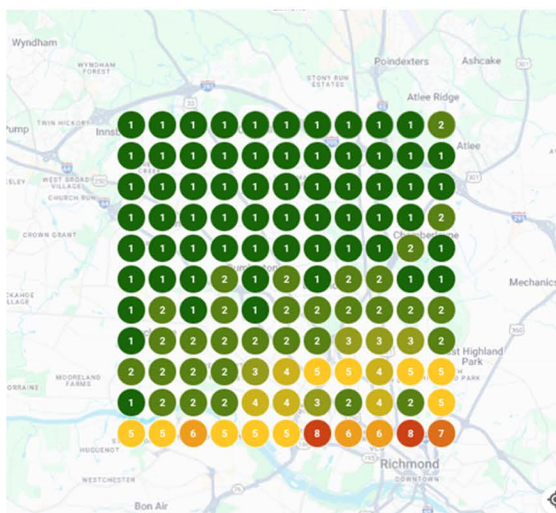 Wyndham
WYNDHAM
FOREST
Poindexters
Ashcake
STONY RUN
ESTATES
Atlee Ridge
TWIN HICKORY
Pump
1 1 1 1 1 1 1 1 1 1 2
Atlee
1 1 1 1 1 1 1 1 1 1 1
WEST BROAD
VILLAGE
1 1 1 1 1 1 1 1 1 1 1
CHURCH RUN
1 1 1 1 1 1 1 1 1 1 2
CROWN GRANT
1 1 1 1 1 1 1 1 1 2 1
1 1 1 2 1 2 1 2 2 1 1
Mechanics
1 2 1 2 1 2 2 2 2 2 2
1 2 2 2 2 2 2 3 3 3 2
st Highland
Park
MOORELAND
FARMS
2 2 2 2 3 4 5 5 4 5 5
1 2 2 2 4 4 3 2 4 2 5
5 5 6 5 5 5 8 6 6 8 7
HUGUENOT
WESTCHESTER
Richmond
DOWNTOWN
Bon Air